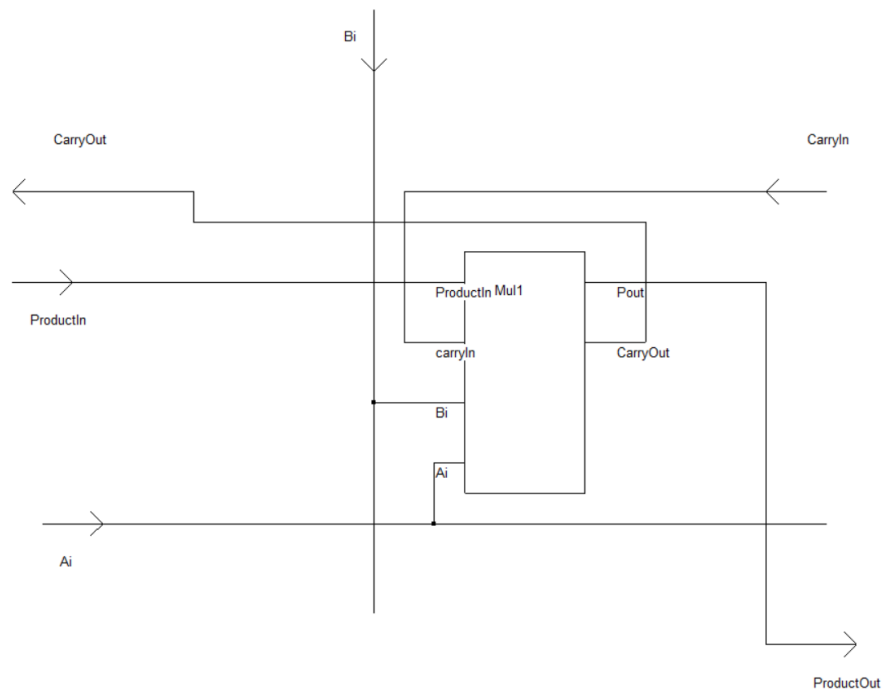 Bi
CarryOut
CarryIn
ProductIn Mul1
Pout
ProductIn
carryIn
CarryOut
Bi
Ai
Ai
ProductOut